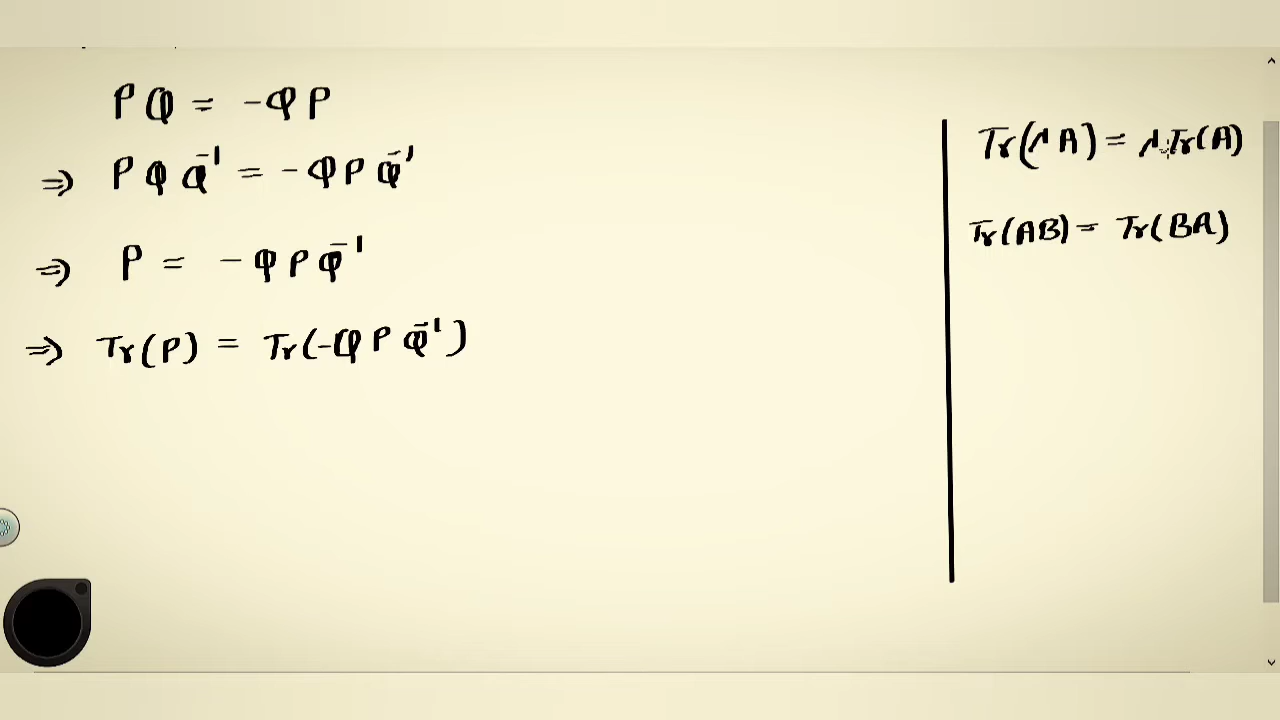 PQ = -QP
⇒ PQQ⁻¹ = -QPQ⁻¹
⇒ P = -QPQ⁻¹
⇒ Tr(P) = Tr(-QPQ⁻¹)
Tr(λA) = λTr(A)
Tr(AB) = Tr(BA)